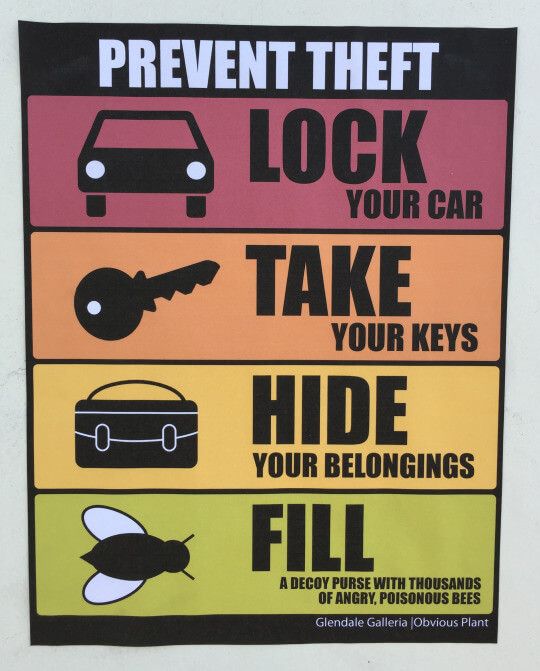 PREVENT THEFT
LOCK
YOUR CAR
TAKE
YOUR KEYS
HIDE
YOUR BELONGINGS
FILL
A DECOY PURSE WITH THOUSANDS
OF ANGRY, POISONOUS BEES
Glendale Galleria |Obvious Plant